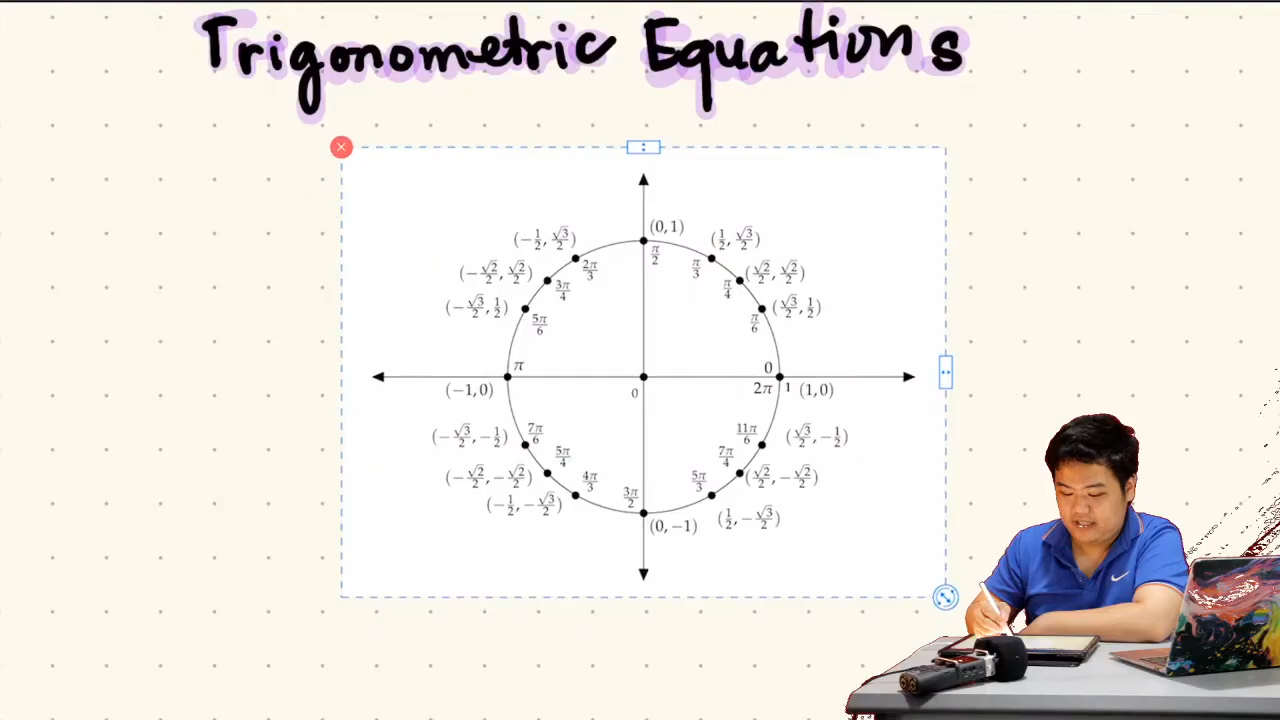 Trigonometric Equations
(0, 1)
(-1/2, √3/2) (1/2, √3/2)
π/2
2π/3 π/3
(-√2/2, √2/2) (√2/2, √2/2)
3π/4 π/4
(-√3/2, 1/2) (√3/2, 1/2)
5π/6 π/6
π 0
(-1, 0) 0 2π 1 (1, 0)
(-√3/2, -1/2) 7π/6 11π/6 (√3/2, -1/2)
5π/4 7π/4
(-√2/2, -√2/2) 4π/3 5π/3 (√2/2, -√2/2)
(-1/2, -√3/2) 3π/2 (1/2, -√3/2)
(0, -1)